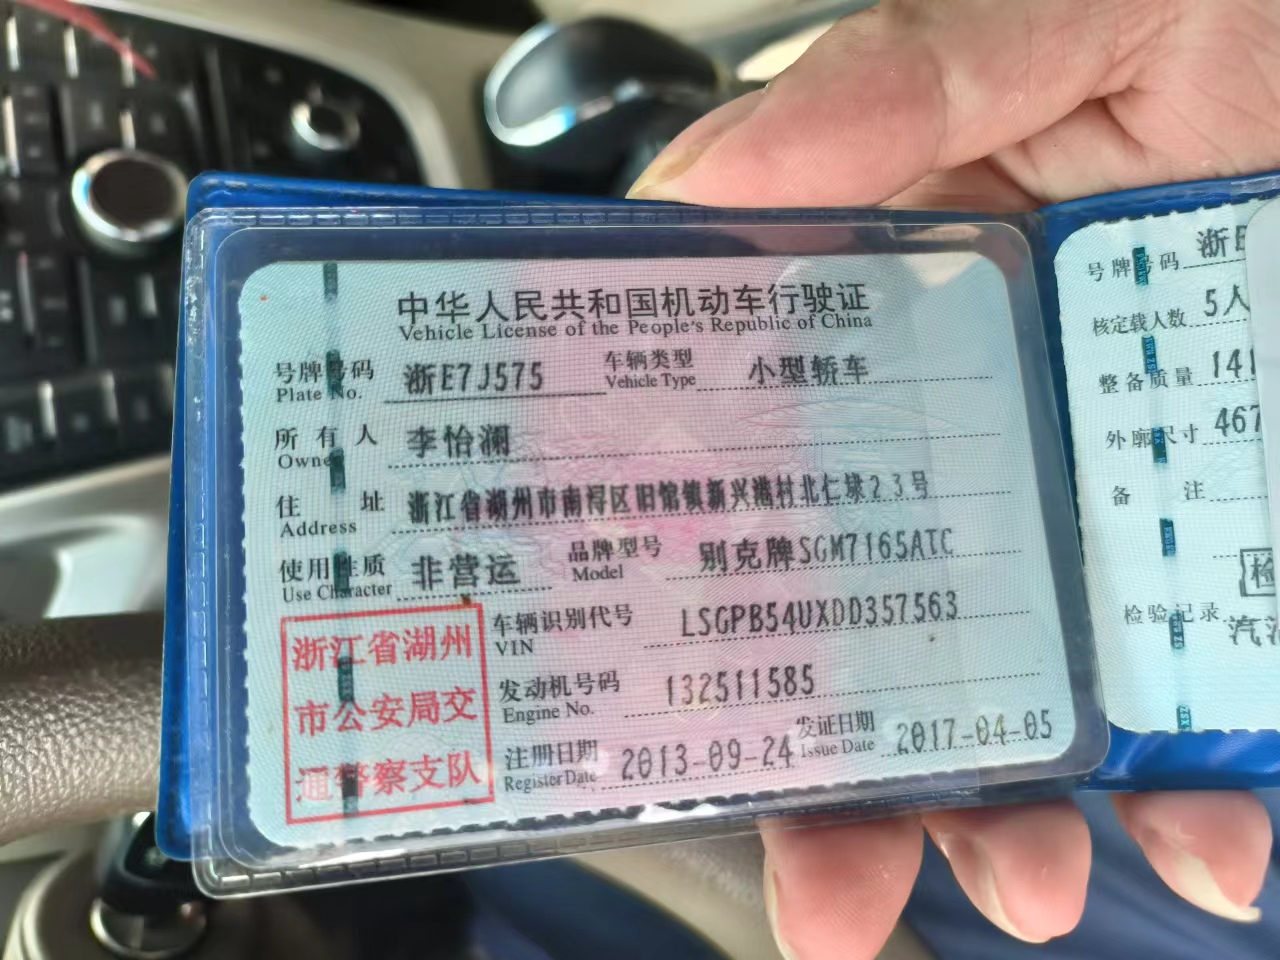 中华人民共和国机动车行驶证
Vehicle License of the People's Republic of China
号牌号码 浙E7J575 车辆类型 小型轿车
Plate No. Vehicle Type
所有人 李怡澜
Owner
住址 浙江省湖州市南浔区旧馆镇新兴港村北仁埭23号
Address
使用性质 非营运 品牌型号 别克牌SGM7165ATC
Use Character Model
车辆识别代号 LSGPB54UXDD357563
VIN
发动机号码 132511585
Engine No.
注册日期 2013-09-24 发证日期 2017-04-05
Register Date Issue Date
浙江省湖州
市公安局交
通警察支队
号牌号码 浙E
核定载人数 5人
整备质量 141
外廓尺寸 467
备注
检验记录
检
汽油